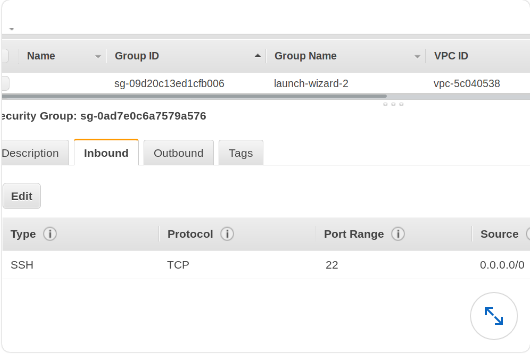 Name Group ID Group Name VPC ID
sg-09d20c13ed1cfb006 launch-wizard-2 vpc-5c040538
ecurity Group: sg-0ad7e0c6a7579a576
Description Inbound Outbound Tags
Edit
Type Protocol Port Range Source
SSH TCP 22 0.0.0.0/0